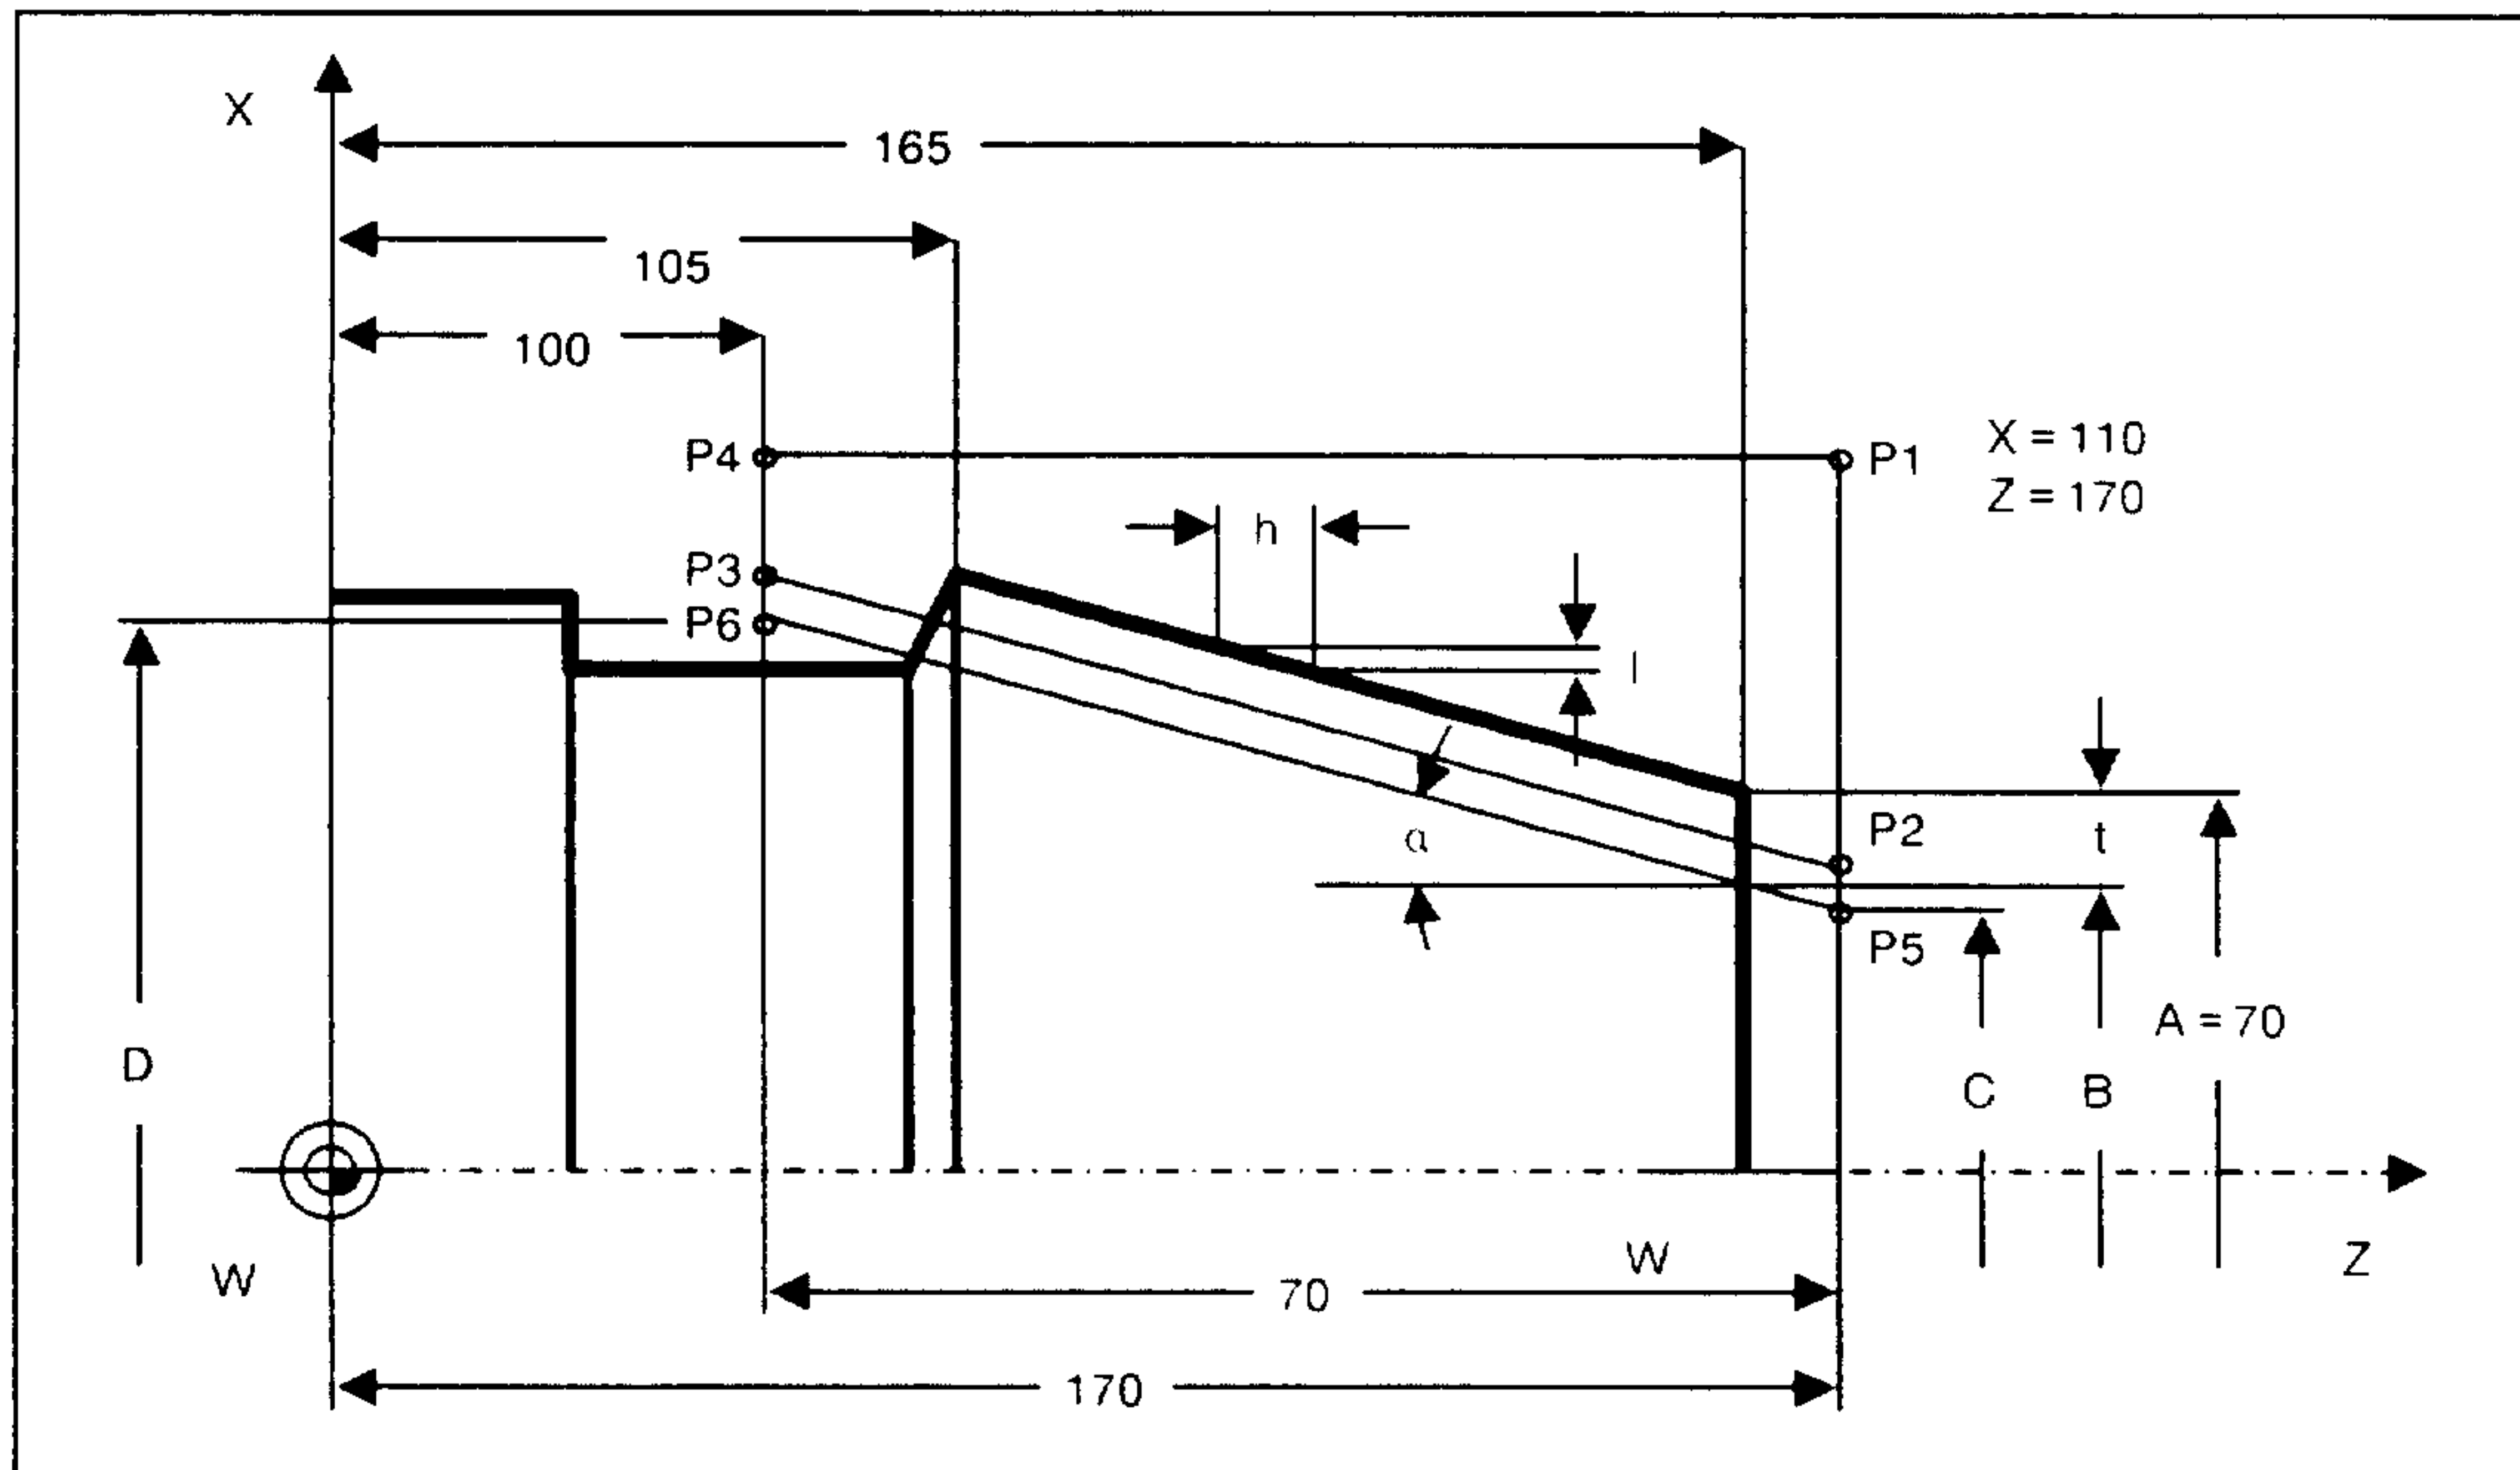 X
165
105
100
P4
P1
X = 110
Z = 170
h
P3
P6
l
P2
α
t
P5
A = 70
D
C
B
W
W
Z
70
170